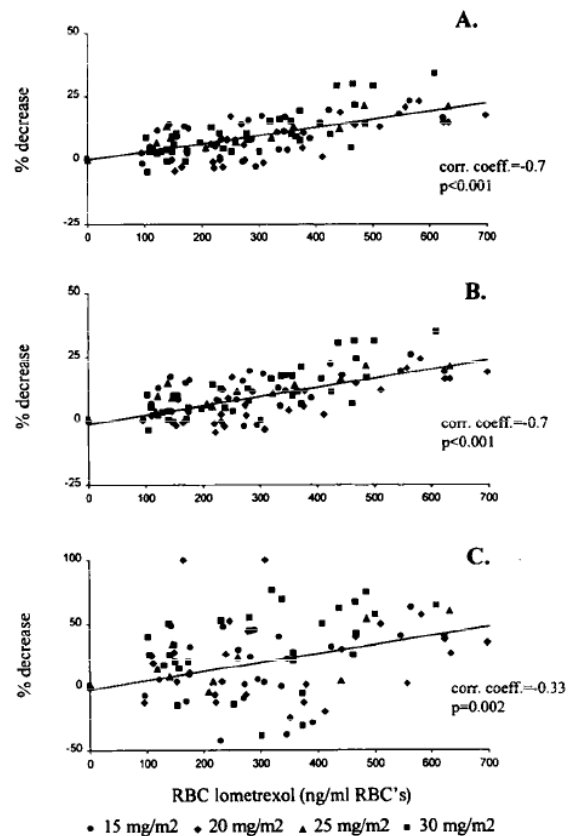 A.
50
25
0
-25
% decrease
corr. coeff.=-0.7
p<0.001
0 100 200 300 400 500 600 700
B.
50
25
0
-25
% decrease
corr. coeff.=-0.7
p<0.001
0 100 200 300 400 500 600 700
C.
100
50
0
-50
% decrease
corr. coeff.=-0.33
p=0.002
0 100 200 300 400 500 600 700
RBC lometrexol (ng/ml RBC's)
• 15 mg/m2 ♦ 20 mg/m2 ▲ 25 mg/m2 ■ 30 mg/m2